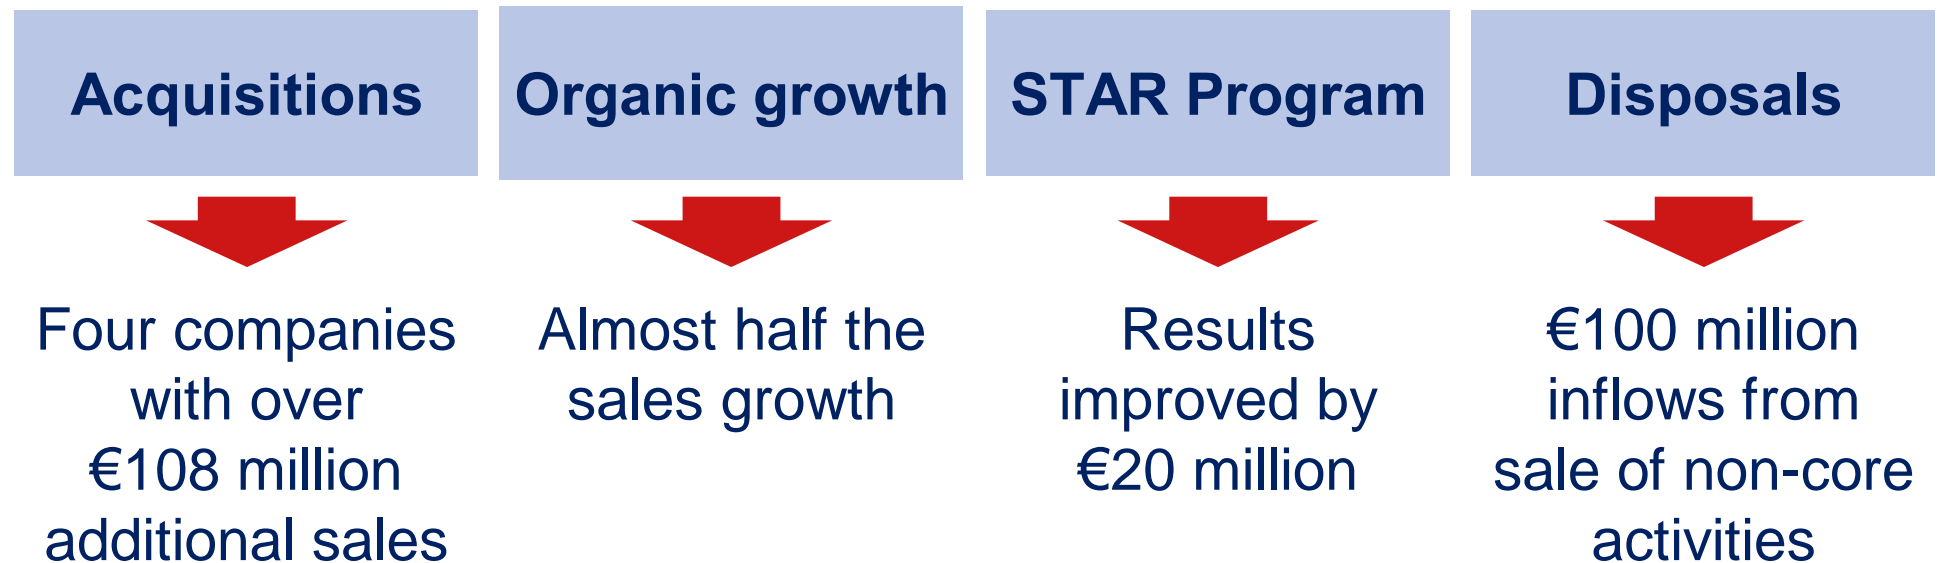 Acquisitions
Four companies
with over
€108 million
additional sales
Organic growth
Almost half the
sales growth
STAR Program
Results
improved by
€20 million
Disposals
€100 million
inflows from
sale of non-core
activities